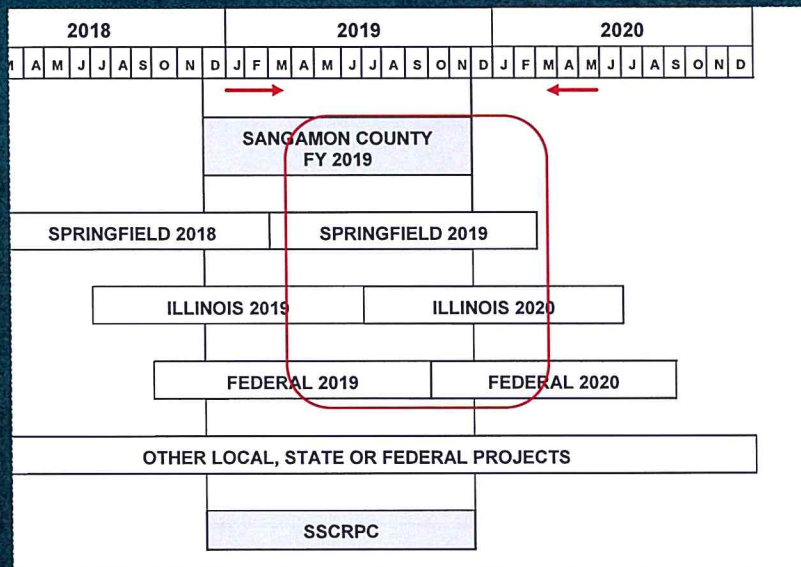 2018 2019 2020
A M J J A S O N D J F M A M J J A S O N D J F M A M J J A S O N D
SANGAMON COUNTY
FY 2019
SPRINGFIELD 2018 SPRINGFIELD 2019
ILLINOIS 2019 ILLINOIS 2020
FEDERAL 2019 FEDERAL 2020
OTHER LOCAL, STATE OR FEDERAL PROJECTS
SSCRPC